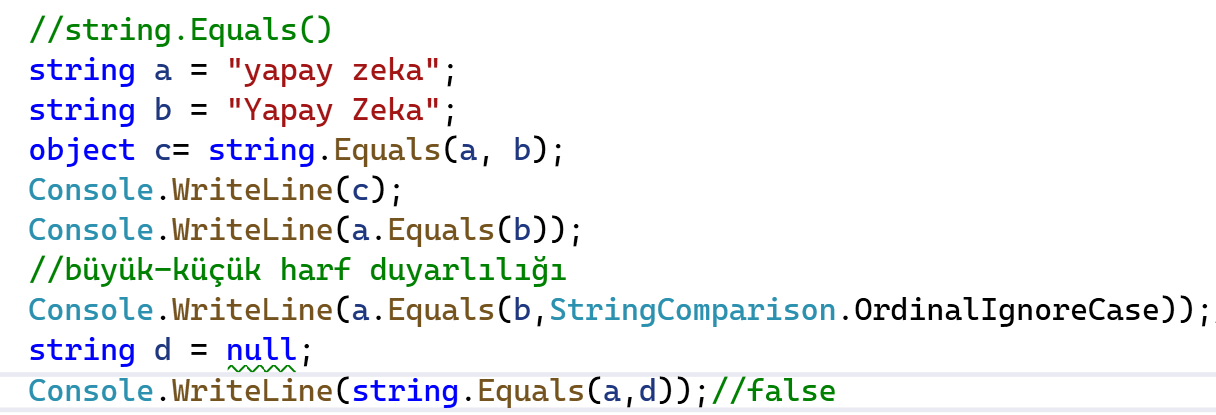 //string.Equals()
string a = "yapay zeka";
string b = "Yapay Zeka";
object c= string.Equals(a, b);
Console.WriteLine(c);
Console.WriteLine(a.Equals(b));
//büyük-küçük harf duyarlılığı
Console.WriteLine(a.Equals(b,StringComparison.OrdinalIgnoreCase));
string d = null;
Console.WriteLine(string.Equals(a,d));//false